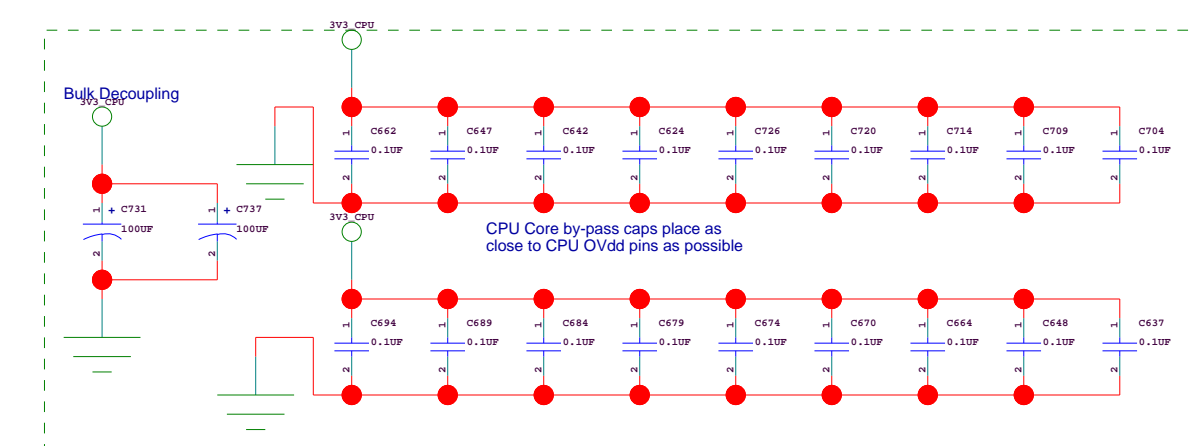 3V3_CPU
Bulk Decoupling
3V3_CPU
1 C662 1 C647 1 C642 1 C624 1 C726 1 C720 1 C714 1 C709 1 C704
0.1UF 0.1UF 0.1UF 0.1UF 0.1UF 0.1UF 0.1UF 0.1UF 0.1UF
2 2 2 2 2 2 2 2 2
1 + C731 1 + C737
100UF 100UF
2 2
3V3_CPU
CPU Core by-pass caps place as
close to CPU OVdd pins as possible
1 C694 1 C689 1 C684 1 C679 1 C674 1 C670 1 C664 1 C648 1 C637
0.1UF 0.1UF 0.1UF 0.1UF 0.1UF 0.1UF 0.1UF 0.1UF 0.1UF
2 2 2 2 2 2 2 2 2